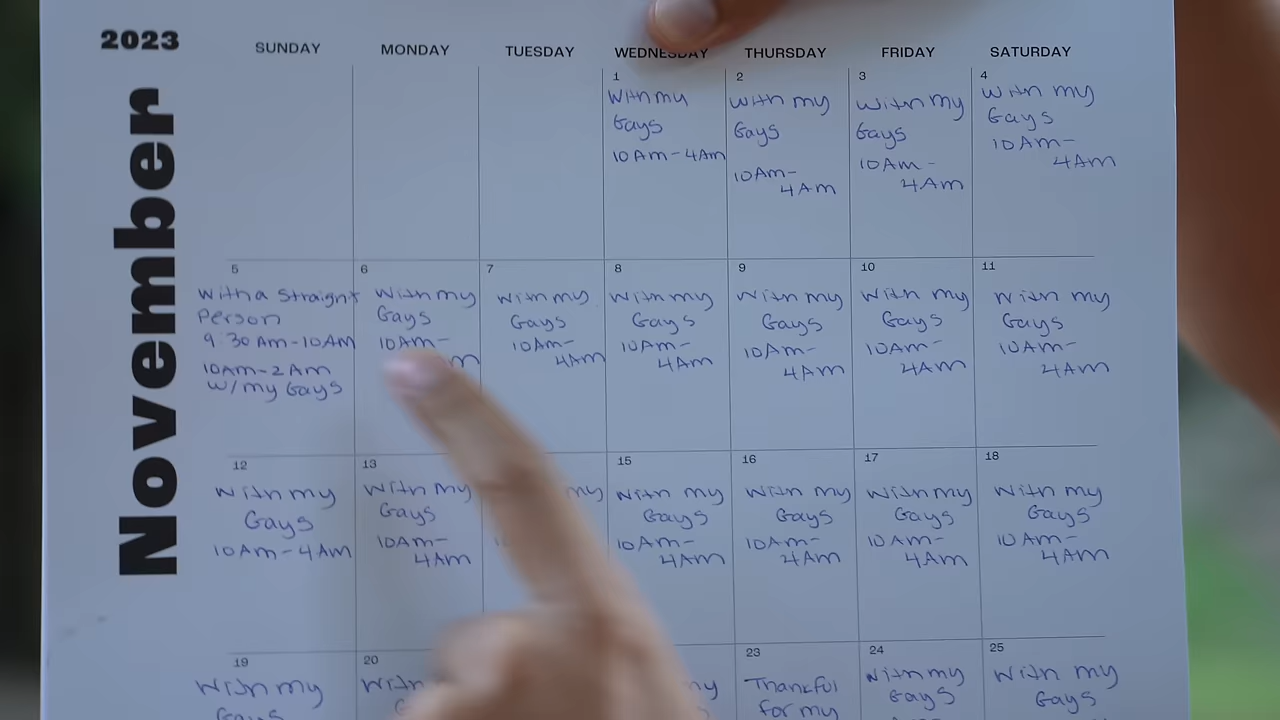 2023
November
SUNDAY MONDAY TUESDAY WEDNESDAY THURSDAY FRIDAY SATURDAY
1
With my
Gays
10AM-4AM
2
With my
Gays
10AM-
4AM
3
With my
Gays
10AM-
4AM
4
With my
Gays
10AM-
4AM
5
With a Straight
Person
9:30AM-10AM
10AM-2AM
w/my Gays
6
With my
Gays
10AM-
7
With my
Gays
10AM-
4AM
8
With my
Gays
10AM-
4AM
9
With my
Gays
10AM-
4AM
10
With my
Gays
10AM-
4AM
11
With my
Gays
10AM-
4AM
12
With my
Gays
10AM-4AM
13
With my
Gays
10AM-
4AM
my
15
With my
Gays
10AM-
4AM
16
With my
Gays
10AM-
4AM
17
With my
Gays
10AM-
4AM
18
With my
Gays
10AM-
4AM
19
With my
Gays
20
With
my
23
Thankful
for my
24
With my
Gays
25
With my
Gays